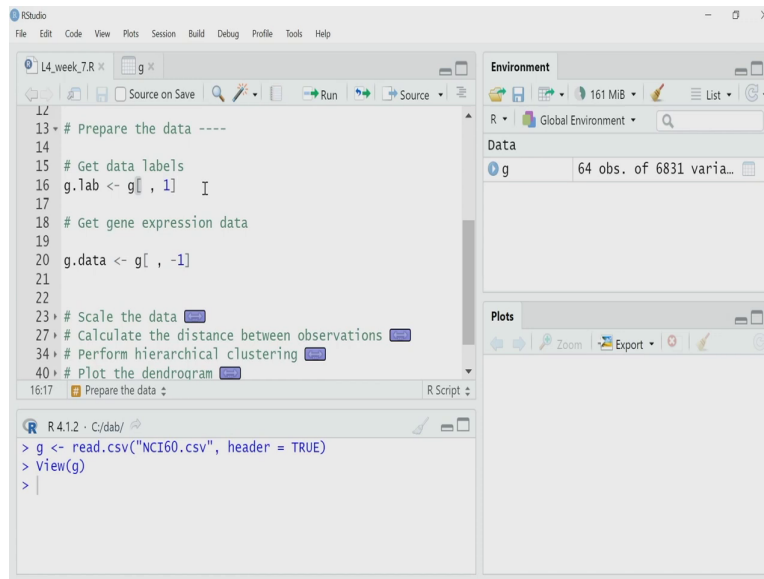 RStudio
File Edit Code View Plots Session Build Debug Profile Tools Help
L4_week_7.R × g ×
Source on Save Run Source
12
13 # Prepare the data ----
14
15 # Get data labels
16 g.lab <- g[ , 1]
17
18 # Get gene expression data
19
20 g.data <- g[ , -1]
21
22
23 # Scale the data
27 # Calculate the distance between observations
34 # Perform hierarchical clustering
40 # Plot the dendrogram
16:17 # Prepare the data R Script
R 4.1.2 · C:/dab/
> g <- read.csv("NCI60.csv", header = TRUE)
> View(g)
>
Environment
161 MiB List
R Global Environment
Data
g 64 obs. of 6831 varia…
Plots
Zoom Export